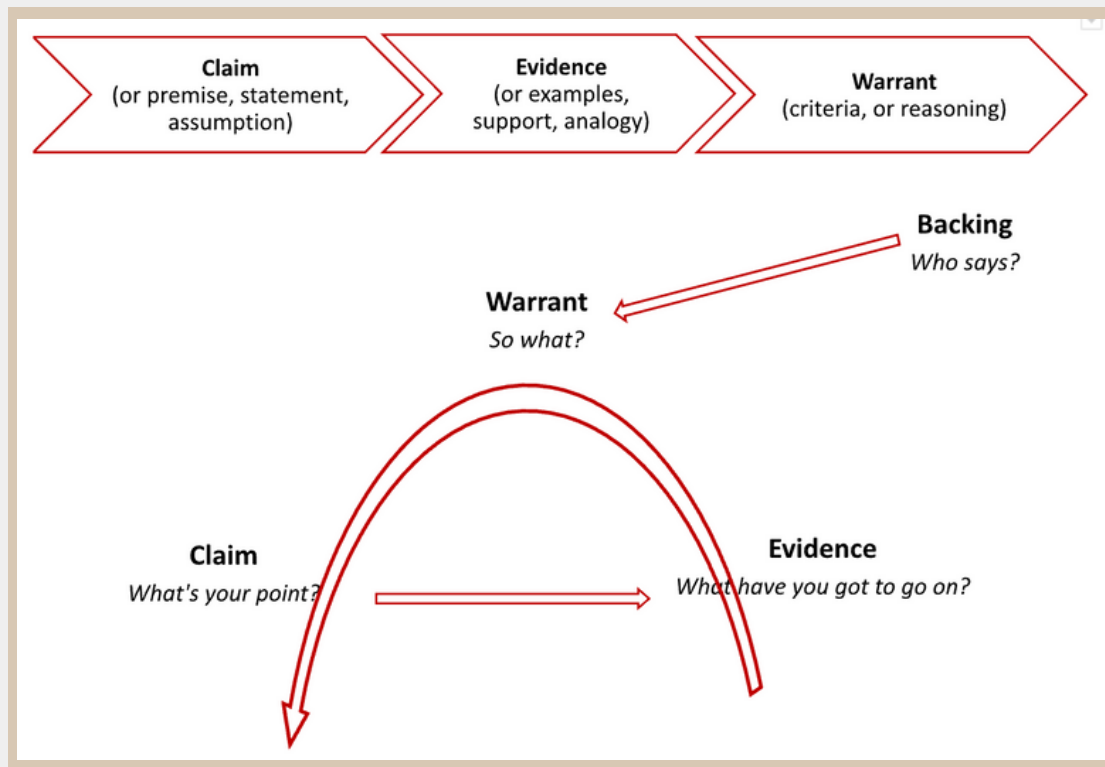 Claim
(or premise, statement,
assumption)
Evidence
(or examples,
support, analogy)
Warrant
(criteria, or reasoning)
Backing
Who says?
Warrant
So what?
Claim
What's your point?
Evidence
What have you got to go on?